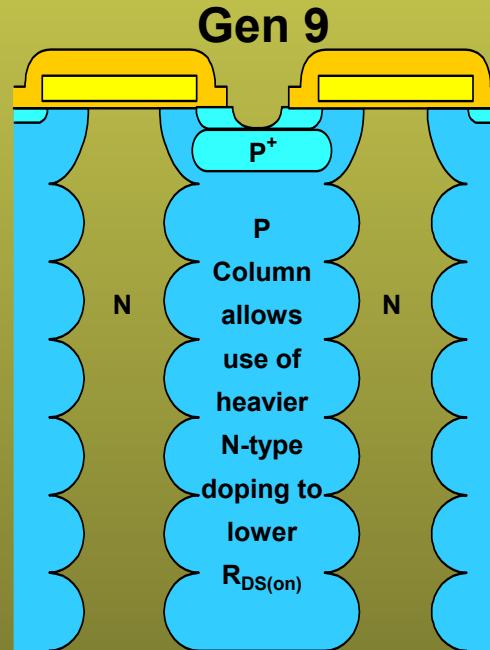 Gen 9
P+
P
Column
allows
N
use of
N
heavier
N-type
doping to
lower
RDS(on)